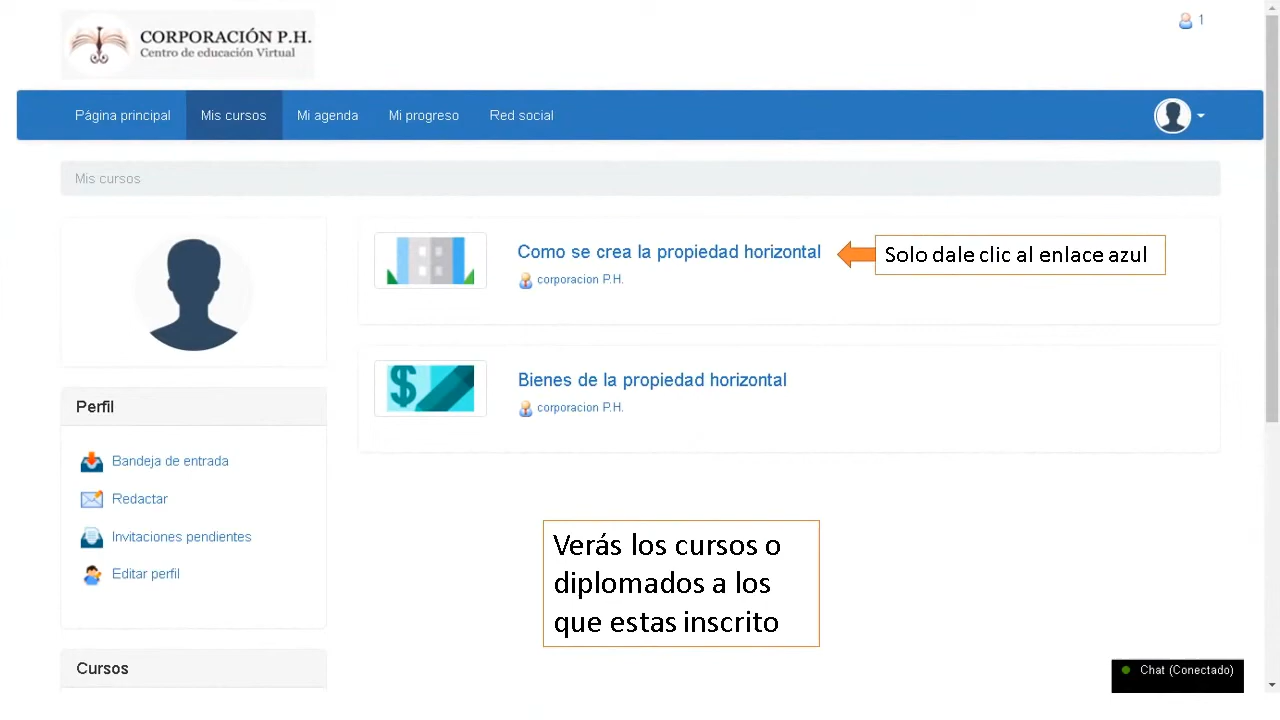 CORPORACIÓN P.H.
Centro de educación Virtual
1
Página principal
Mis cursos
Mi agenda
Mi progreso
Red social
Mis cursos
Como se crea la propiedad horizontal
Solo dale clic al enlace azul
corporacion P.H.
$
Bienes de la propiedad horizontal
corporacion P.H.
Perfil
Bandeja de entrada
Redactar
Invitaciones pendientes
Editar perfil
Verás los cursos o
diplomados a los
que estas inscrito
Cursos
Chat (Conectado)